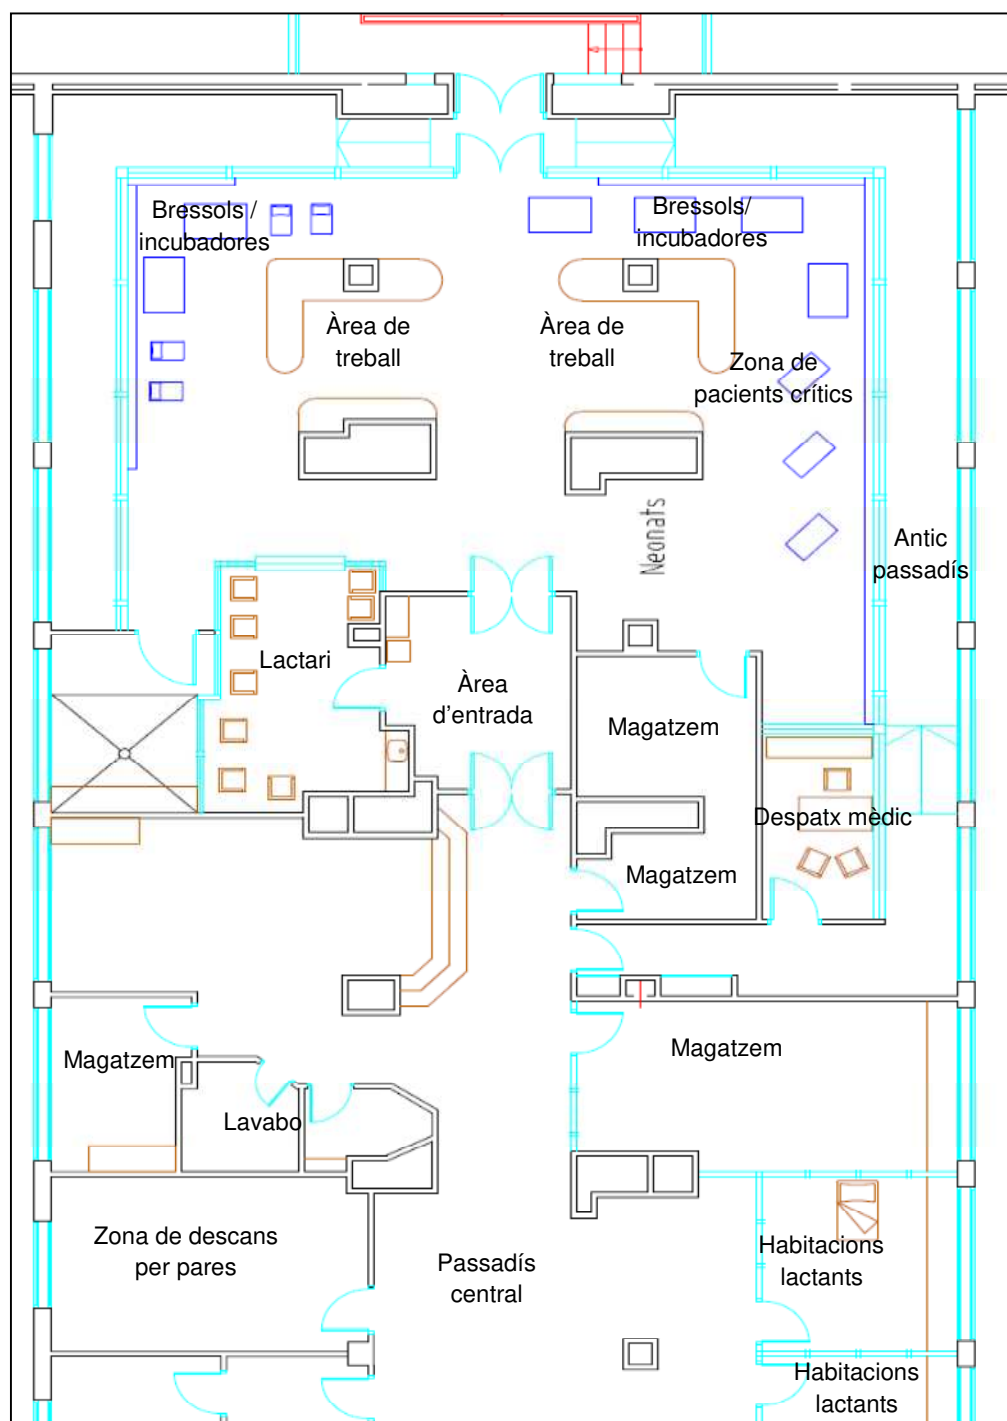 Bressols /
incubadores
Bressols/
incubadores
Àrea de
treball
Àrea de
treball
Zona de
pacients crítics
Neonats
Antic
passadís
Lactari
Àrea
d'entrada
Magatzem
Despatx mèdic
Magatzem
Magatzem
Magatzem
Lavabo
Zona de descans
per pares
Passadís
central
Habitacions
lactants
Habitacions
lactants